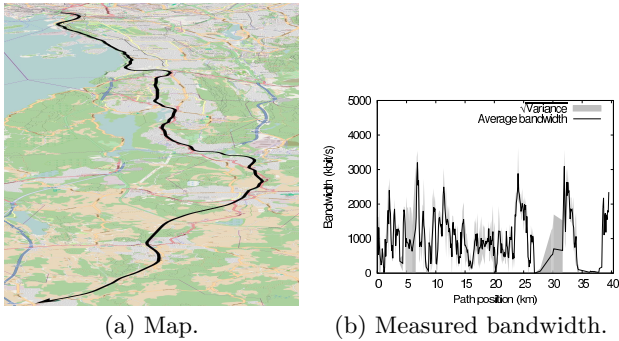 √Variance
Average bandwidth
Bandwidth (kbit/s)
5000
4000
3000
2000
1000
0
0 5 10 15 20 25 30 35 40
Path position (km)
(a) Map.
(b) Measured bandwidth.